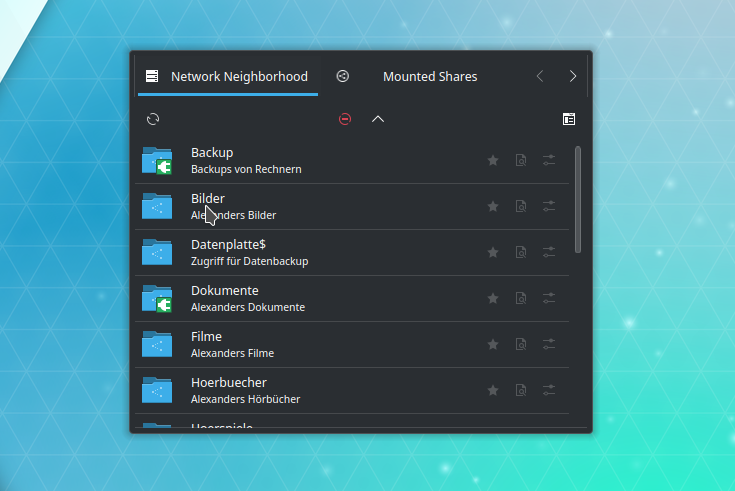 Network Neighborhood
Mounted Shares
Backup
Backups von Rechnern
Bilder
Alexanders Bilder
Datenplatte$
Zugriff für Datenbackup
Dokumente
Alexanders Dokumente
Filme
Alexanders Filme
Hoerbuecher
Alexanders Hörbücher
Hoerspiele